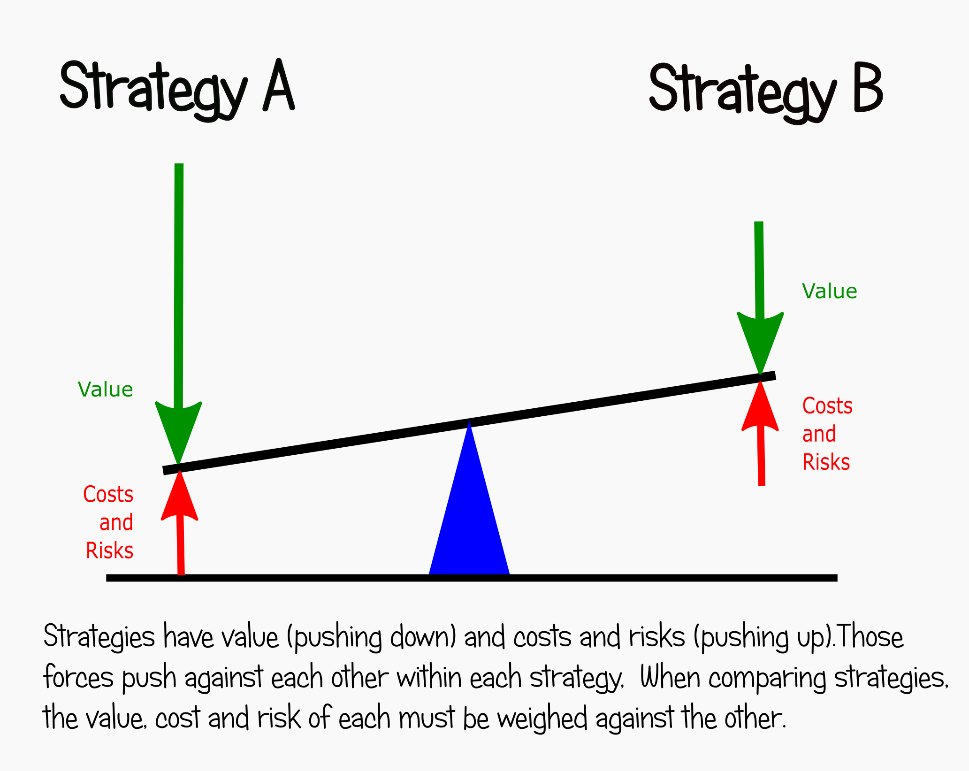 Strategy A
Strategy B
Value
Value
Costs
and
Risks
Costs
and
Risks
Strategies have value (pushing down) and costs and risks (pushing up).Those
forces push against each other within each strategy.  When comparing strategies,
the value, cost and risk of each must be weighed against the other.